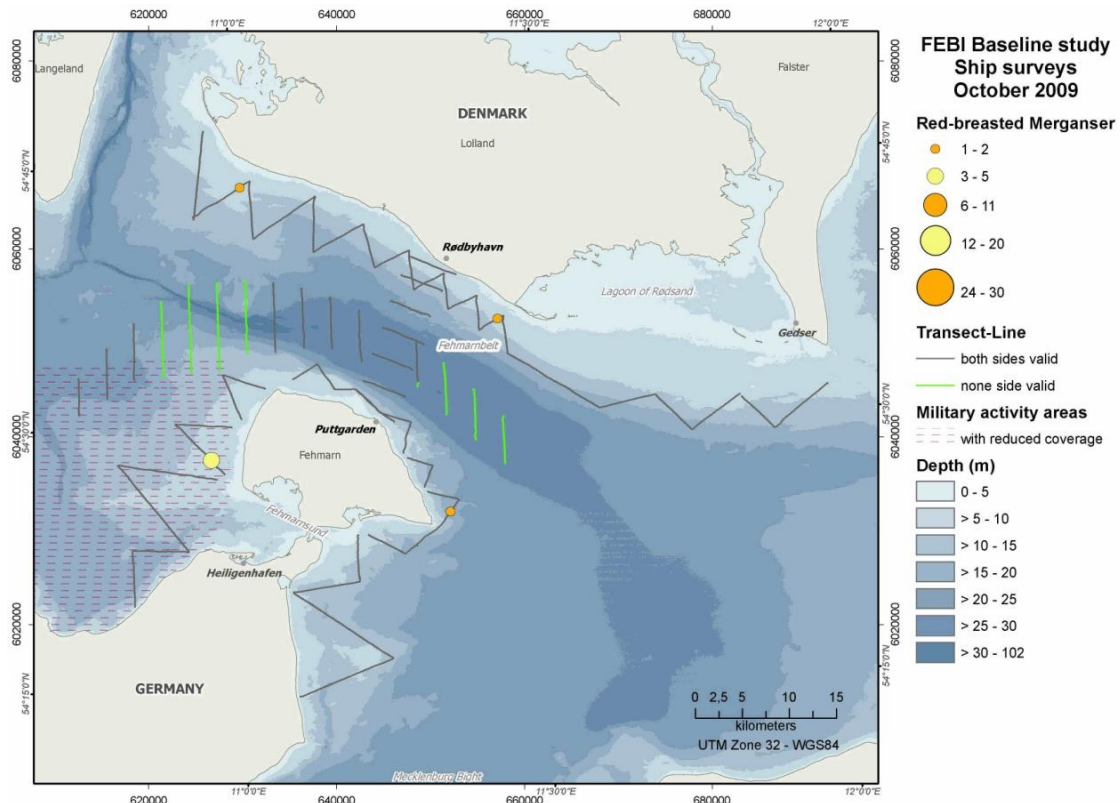 620000 640000 660000 680000
11°0'0"E 11°30'0"E 12°0'0"E
6080000 6080000
54°45'0"N 54°45'0"N
6060000 6060000
54°30'0"N 54°30'0"N
6040000 6040000
6020000 6020000
54°15'0"N 54°15'0"N
Langeland
DENMARK
Lolland
Falster
Rødbyhavn
Lagoon of Rødsand
Gedser
Fehmarnbelt
Puttgarden
Fehmarn
Fehmarnsund
Heiligenhafen
GERMANY
Mecklenburg Bight
0 2,5 5 10 15
kilometers
UTM Zone 32 - WGS84
620000 640000 660000 680000
11°0'0"E 11°30'0"E 12°0'0"E
FEBI Baseline study
Ship surveys
October 2009
Red-breasted Merganser
1 - 2
3 - 5
6 - 11
12 - 20
24 - 30
Transect-Line
both sides valid
none side valid
Military activity areas
with reduced coverage
Depth (m)
0 - 5
> 5 - 10
> 10 - 15
> 15 - 20
> 20 - 25
> 25 - 30
> 30 - 102